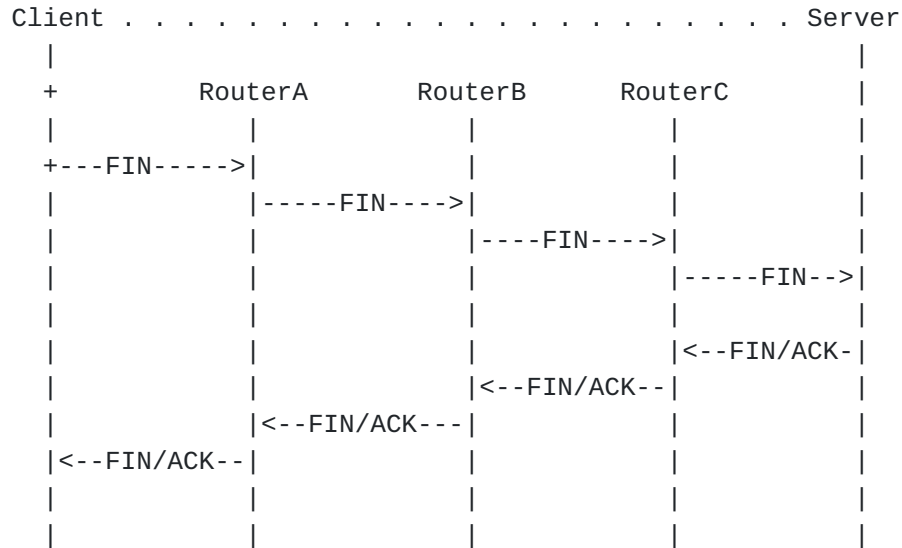 Client . . . . . . . . . . . . . . . . . . . . Server
| |
+ RouterA RouterB RouterC |
| | | | |
+---FIN----->| | | |
| |-----FIN---->| | |
| | |----FIN---->| |
| | | |-----FIN-->|
| | | | |
| | | |<--FIN/ACK-|
| | |<--FIN/ACK--| |
| |<--FIN/ACK---| | |
|<--FIN/ACK--| | | |
| | | | |
| | | | |